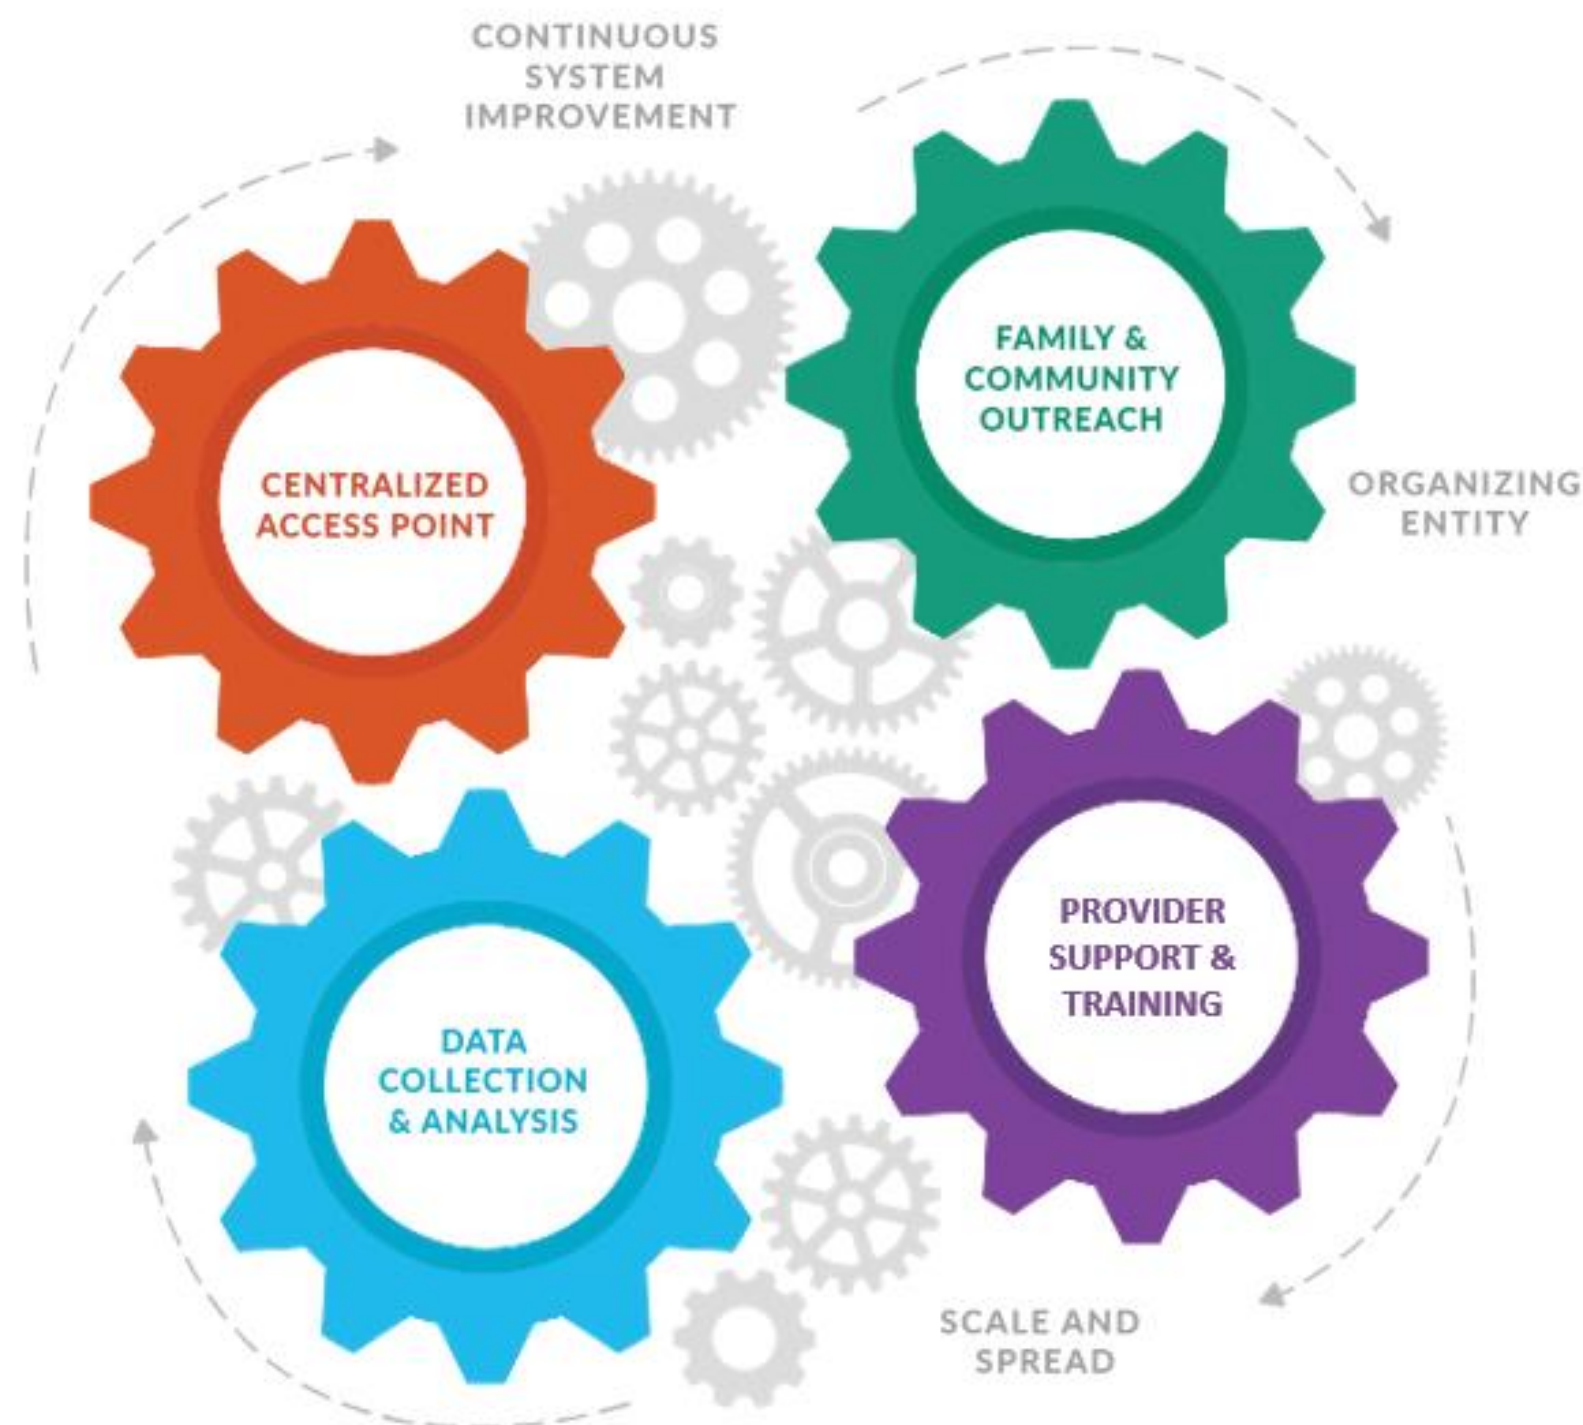 CONTINUOUS
SYSTEM
IMPROVEMENT
FAMILY &
COMMUNITY
OUTREACH
CENTRALIZED
ACCESS POINT
ORGANIZING
ENTITY
PROVIDER
SUPPORT &
TRAINING
DATA
COLLECTION
& ANALYSIS
SCALE AND
SPREAD